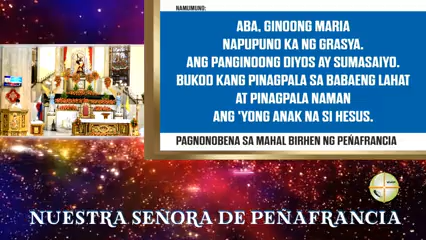 NAMUMUNO:
ABA, GINOONG MARIA
NAPUPUNO KA NG GRASYA.
ANG PANGINOONG DIYOS AY SUMASAIYO.
BUKOD KANG PINAGPALA SA BABAENG LAHAT
AT PINAGPALA NAMAN
ANG 'YONG ANAK NA SI HESUS.
PAGNONOBENA SA MAHAL BIRHEN NG PEÑAFRANCIA
NUESTRA SEÑORA DE PEÑAFRANCIA